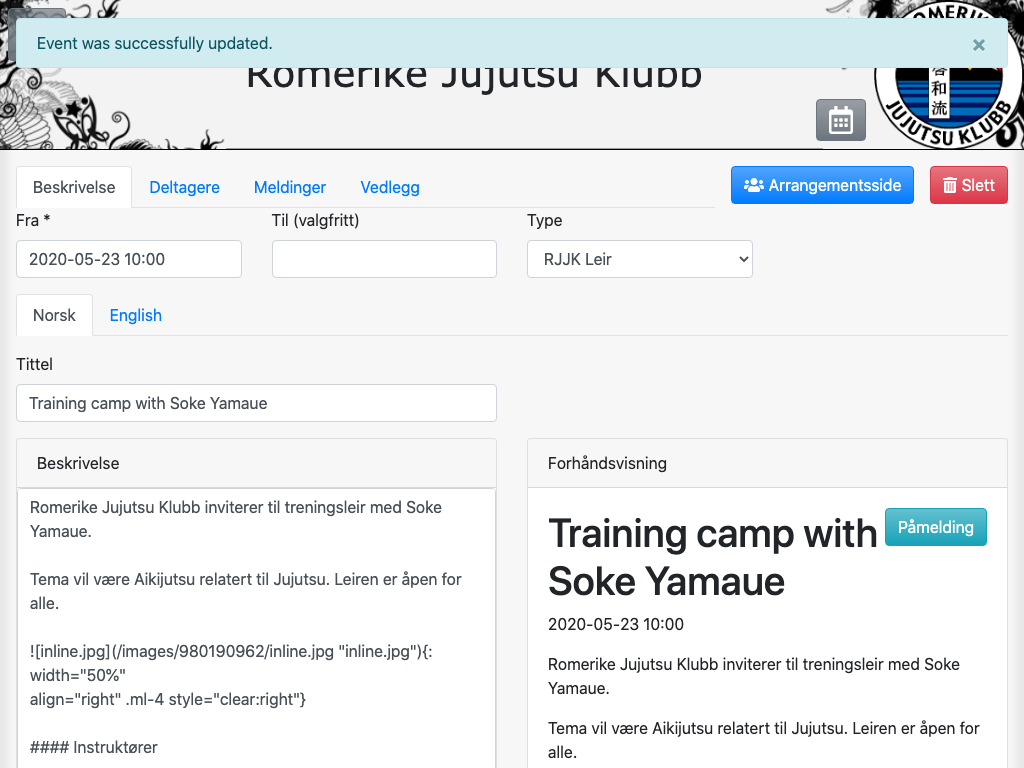 Event was successfully updated.
×
Romerike Jujutsu Klubb
ROMERIKE
啓
和
流
JUJUTSU KLUBB
Beskrivelse
Deltagere
Meldinger
Vedlegg
Arrangementsside
Slett
Fra *
Til (valgfritt)
Type
2020-05-23 10:00
RJJK Leir
Norsk
English
Tittel
Training camp with Soke Yamaue
Beskrivelse
Romerike Jujutsu Klubb inviterer til treningsleir med Soke
Yamaue.
Tema vil være Aikijutsu relatert til Jujutsu. Leiren er åpen for
alle.
![inline.jpg](/images/980190962/inline.jpg "inline.jpg"){:
width="50%"
align="right" .ml-4 style="clear:right"}
#### Instruktører
Forhåndsvisning
Training camp with
Påmelding
Soke Yamaue
2020-05-23 10:00
Romerike Jujutsu Klubb inviterer til treningsleir med Soke
Yamaue.
Tema vil være Aikijutsu relatert til Jujutsu. Leiren er åpen for
alle.